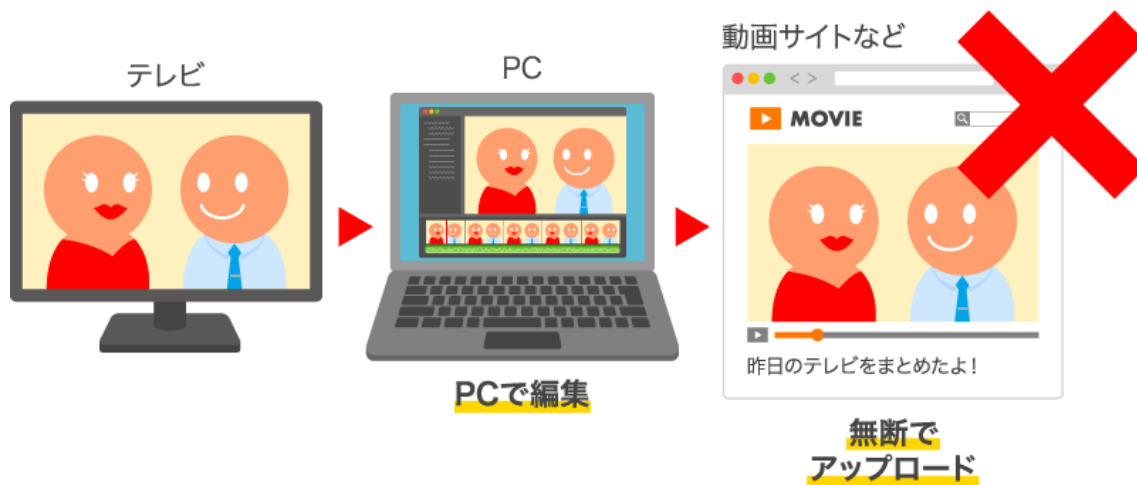 テレビ
PC
動画サイトなど
< >
MOVIE
昨日のテレビをまとめたよ!
PCで編集
無断で
アップロード